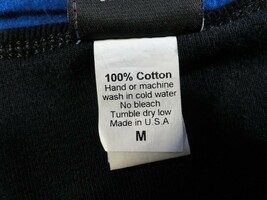 100% Cotton
Hand or machine
wash in cold water
No bleach
Tumble dry low
Made in U.S.A
M